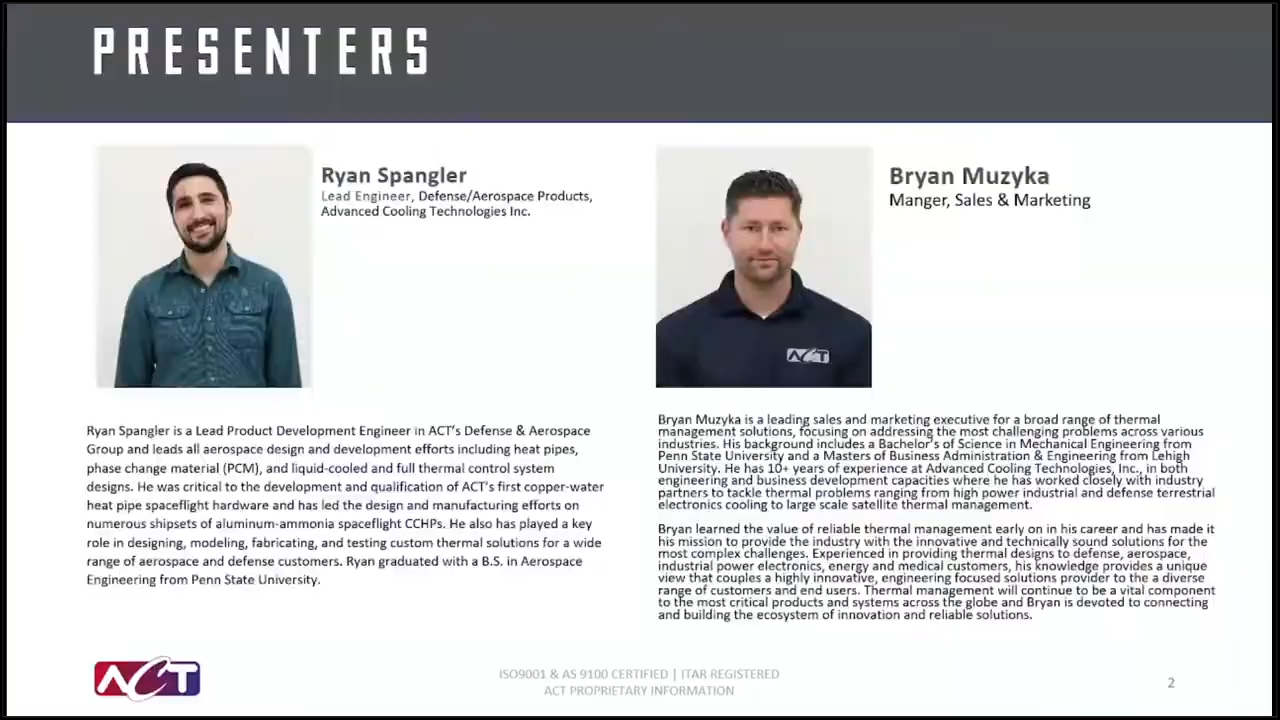 PRESENTERS
Ryan Spangler
Lead Engineer, Defense/Aerospace Products,
Advanced Cooling Technologies Inc.
Bryan Muzyka
Manger, Sales & Marketing
ACT
Ryan Spangler is a Lead Product Development Engineer in ACT's Defense & Aerospace
Group and leads all aerospace design and development efforts including heat pipes,
phase change material (PCM), and liquid-cooled and full thermal control system
designs. He was critical to the development and qualification of ACT's first copper-water
heat pipe spaceflight hardware and has led the design and manufacturing efforts on
numerous shipsets of aluminum-ammonia spaceflight CCHPs. He also has played a key
role in designing, modeling, fabricating, and testing custom thermal solutions for a wide
range of aerospace and defense customers. Ryan graduated with a B.S. in Aerospace
Engineering from Penn State University.
Bryan Muzyka is a leading sales and marketing executive for a broad range of thermal
management solutions, focusing on addressing the most challenging problems across various
industries. His background includes a Bachelor's of Science in Mechanical Engineering from
Penn State University and a Masters of Business Administration & Engineering from Lehigh
University. He has 10+ years of experience at Advanced Cooling Technologies, Inc., in both
engineering and business development capacities where he has worked closely with industry
partners to tackle thermal problems ranging from high power industrial and defense terrestrial
electronics cooling to large scale satellite thermal management.
Bryan learned the value of reliable thermal management early on in his career and has made it
his mission to provide the industry with the innovative and technically sound solutions for the
most complex challenges. Experienced in providing thermal designs to defense, aerospace,
industrial power electronics, energy and medical customers, his knowledge provides a unique
view that couples a highly innovative, engineering focused solutions provider to the a diverse
range of customers and end users. Thermal management will continue to be a vital component
to the most critical products and systems across the globe and Bryan is devoted to connecting
and building the ecosystem of innovation and reliable solutions.
ACT
ISO9001 & AS 9100 CERTIFIED | ITAR REGISTERED
ACT PROPRIETARY INFORMATION
2